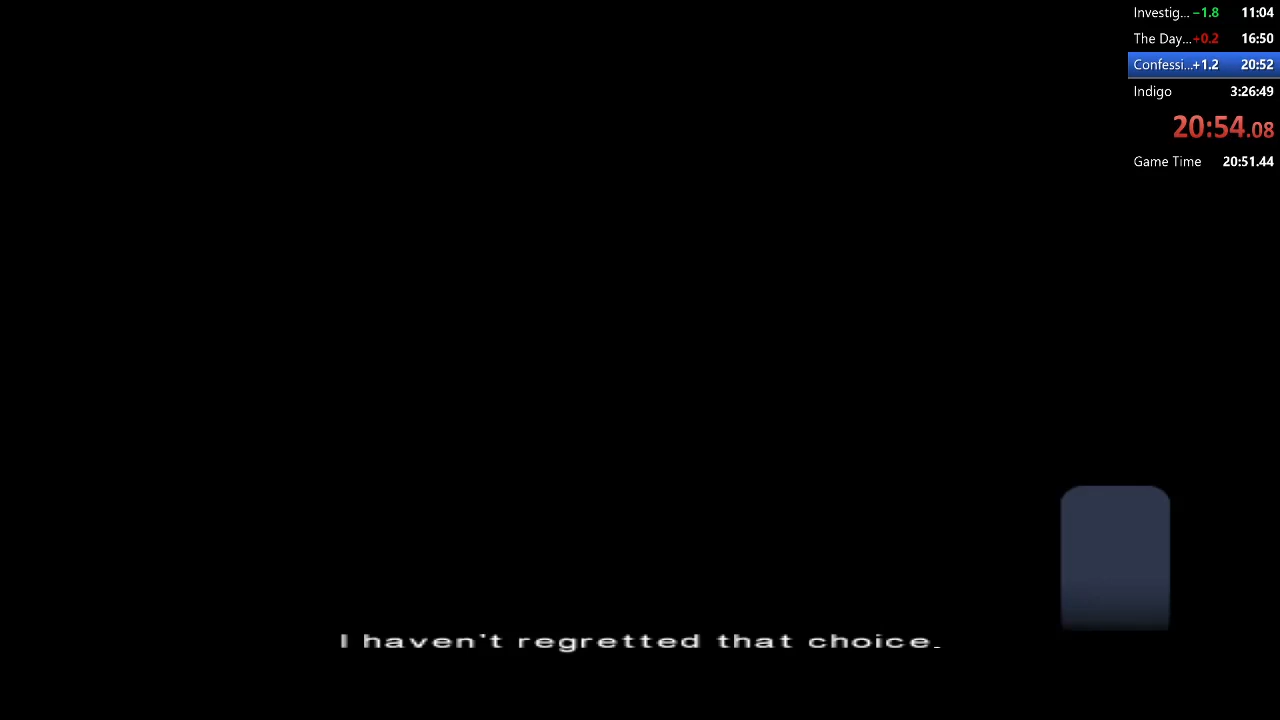 Investig... −1.8 11:04
The Day... +0.2 16:50
Confessi... +1.2 20:52
Indigo 3:26:49
20:54.08
Game Time 20:51.44
I haven't regretted that choice.